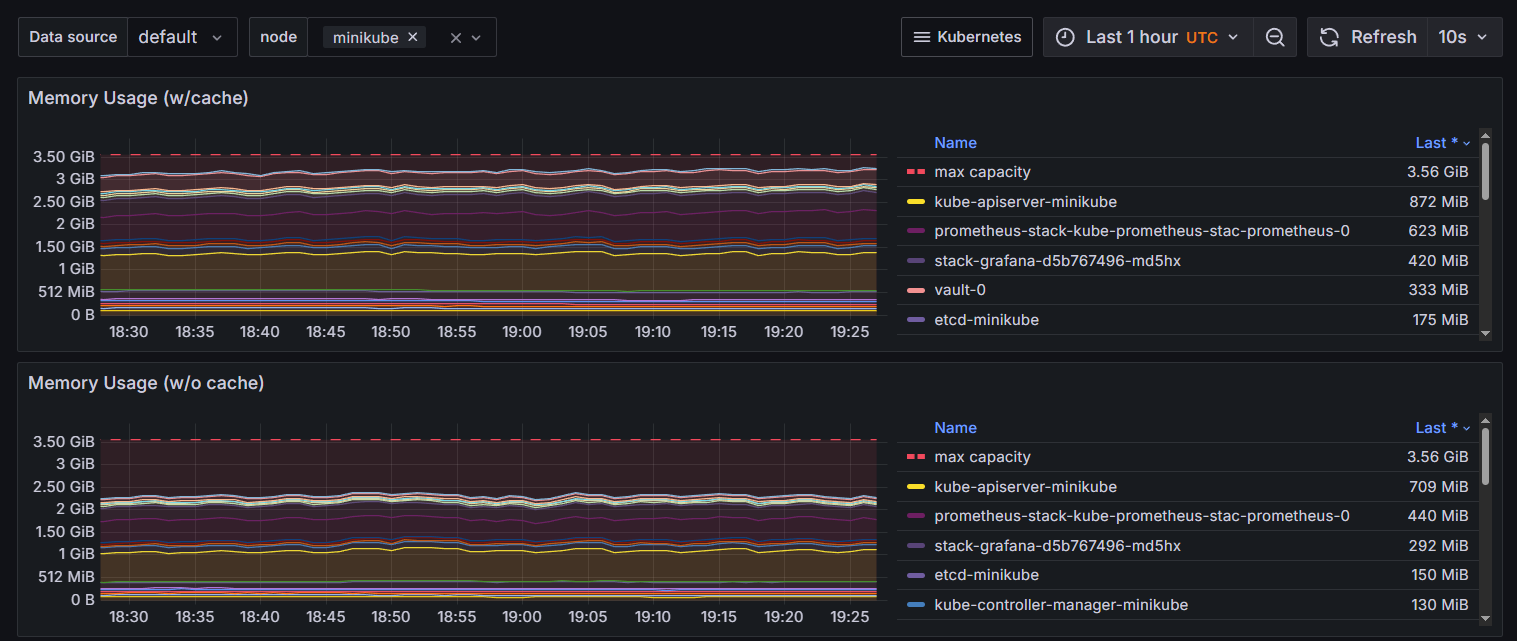 Data source default node minikube Kubernetes Last 1 hour UTC Refresh 10s
Memory Usage (w/cache)
3.50 GiB
3 GiB
2.50 GiB
2 GiB
1.50 GiB
1 GiB
512 MiB
0 B
18:30 18:35 18:40 18:45 18:50 18:55 19:00 19:05 19:10 19:15 19:20 19:25
Name Last *
max capacity 3.56 GiB
kube-apiserver-minikube 872 MiB
prometheus-stack-kube-prometheus-stac-prometheus-0 623 MiB
stack-grafana-d5b767496-md5hx 420 MiB
vault-0 333 MiB
etcd-minikube 175 MiB
Memory Usage (w/o cache)
3.50 GiB
3 GiB
2.50 GiB
2 GiB
1.50 GiB
1 GiB
512 MiB
0 B
18:30 18:35 18:40 18:45 18:50 18:55 19:00 19:05 19:10 19:15 19:20 19:25
Name Last *
max capacity 3.56 GiB
kube-apiserver-minikube 709 MiB
prometheus-stack-kube-prometheus-stac-prometheus-0 440 MiB
stack-grafana-d5b767496-md5hx 292 MiB
etcd-minikube 150 MiB
kube-controller-manager-minikube 130 MiB